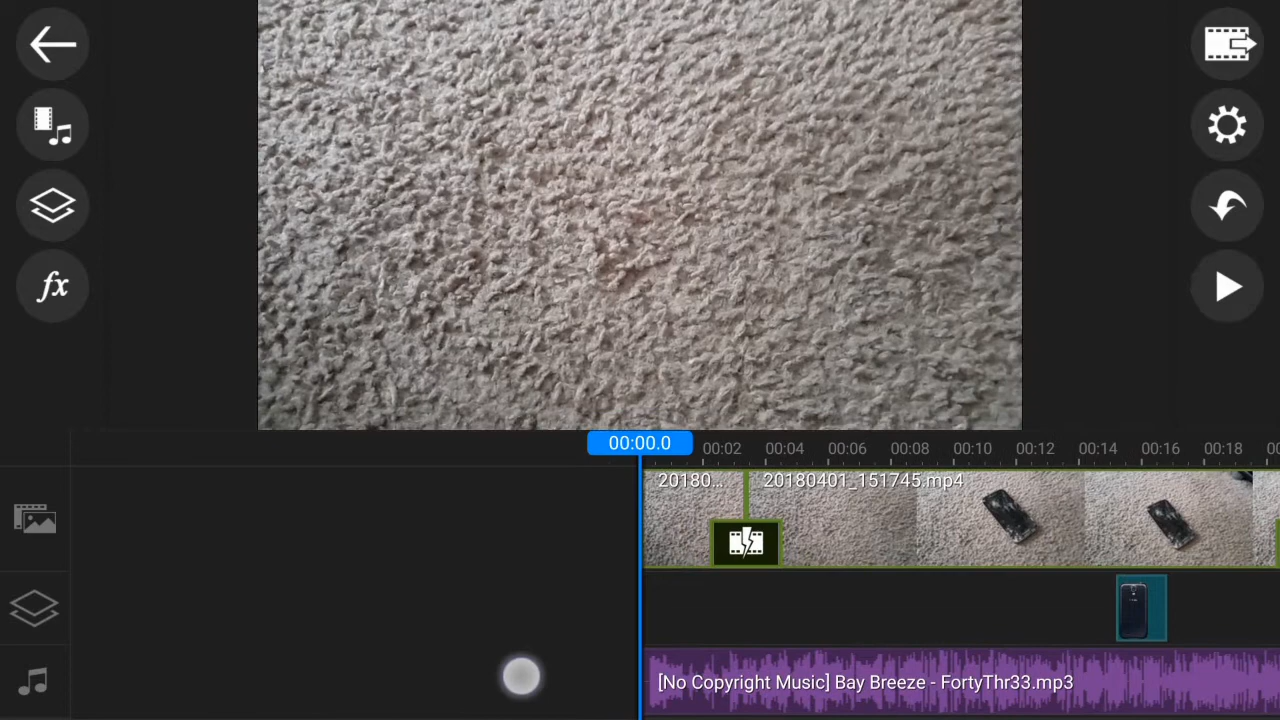 fx
00:00.0
00:02 00:04 00:06 00:08 00:10 00:12 00:14 00:16 00:18
20180... 20180401_151745.mp4
[No Copyright Music] Bay Breeze - FortyThr33.mp3